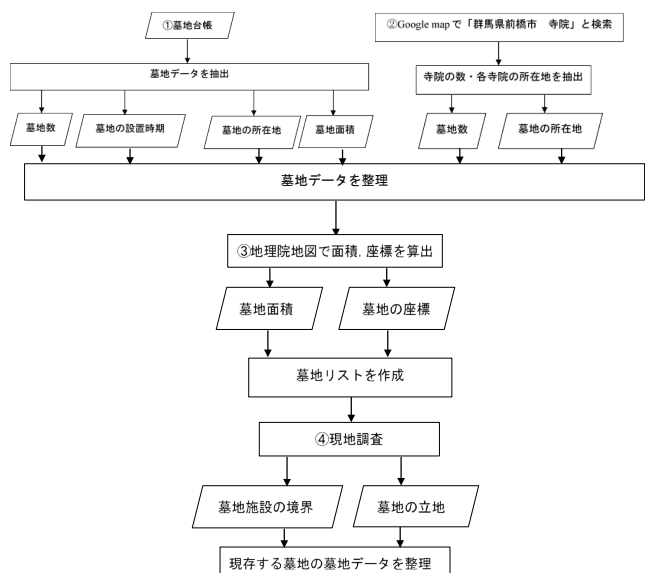 ①墓地台帳
②Google map で「群馬県前橋市　寺院」と検索
墓地データを抽出
寺院の数・各寺院の所在地を抽出
墓地数
墓地の設置時期
墓地の所在地
墓地面積
墓地数
墓地の所在地
墓地データを整理
③地理院地図で面積, 座標を算出
墓地面積
墓地の座標
墓地リストを作成
④現地調査
墓地施設の境界
墓地の立地
現存する墓地の墓地データを整理